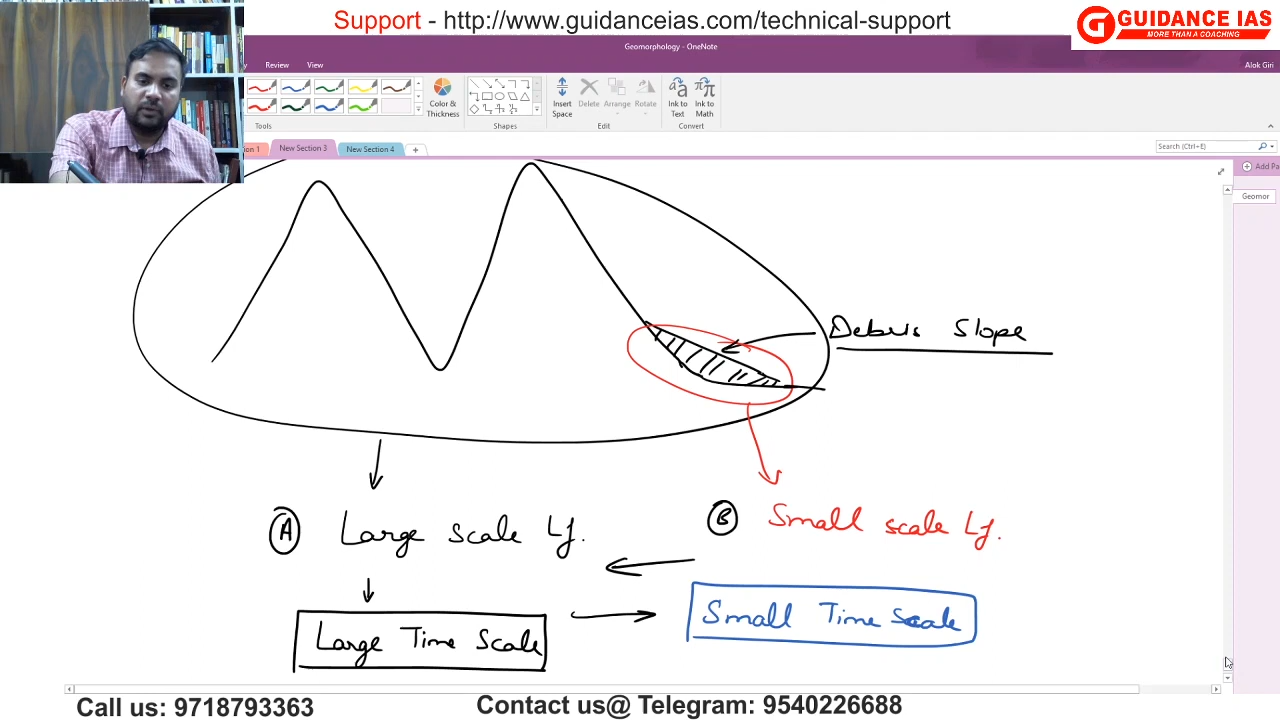 Support - http://www.guidanceias.com/technical-support
GUIDANCE IAS
MORE THAN A COACHING
Geomorphology - OneNote
Review View
Alok Giri
Color & Thickness
Insert Space
Delete
Arrange
Rotate
Ink to Text
Ink to Math
Tools
Shapes
Edit
Convert
New Section 3
New Section 4
Search (Ctrl+E)
Add Pa
Geomor
Debris Slope
A Large Scale Lf.
B Small scale Lf.
Large Time Scale
Small Time Scale
Call us: 9718793363
Contact us@ Telegram: 9540226688